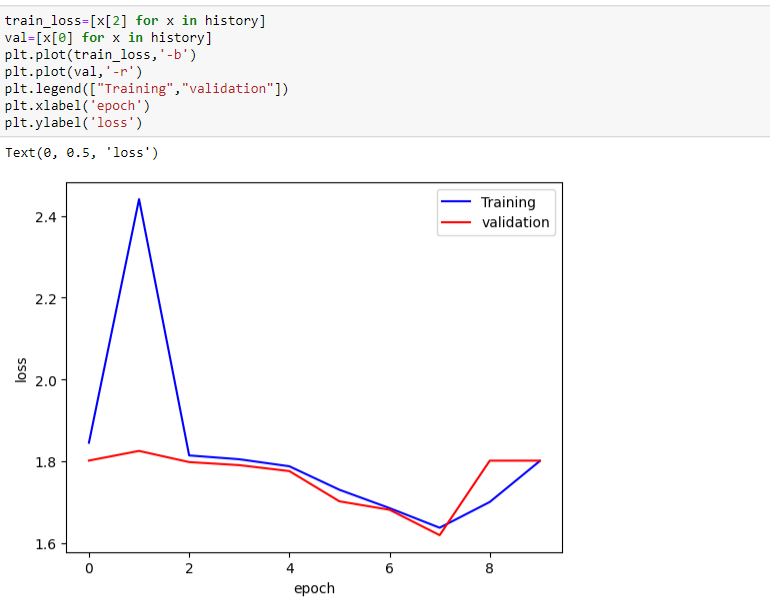 train_loss=[x[2] for x in history]
val=[x[0] for x in history]
plt.plot(train_loss,'-b')
plt.plot(val,'-r')
plt.legend(["Training","validation"])
plt.xlabel('epoch')
plt.ylabel('loss')
Text(0, 0.5, 'loss')
Training
validation
2.4
2.2
2.0
1.8
1.6
loss
0 2 4 6 8
epoch